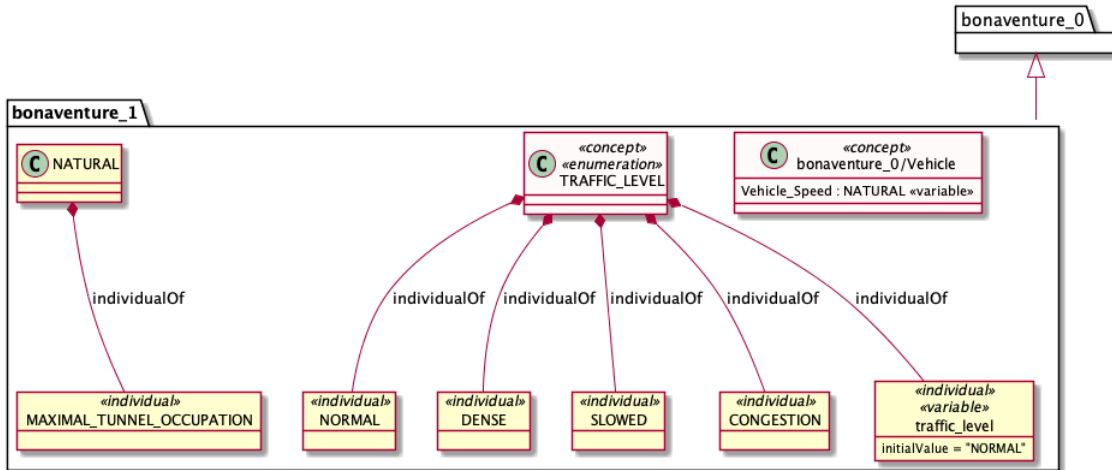 bonaventure_0
bonaventure_1
C NATURAL
«concept»
«enumeration»
C
TRAFFIC_LEVEL
«concept»
C
bonaventure_0/Vehicle
Vehicle_Speed : NATURAL «variable»
individualOf
individualOf
individualOf
individualOf
individualOf
individualOf
«individual»
MAXIMAL_TUNNEL_OCCUPATION
«individual»
NORMAL
«individual»
DENSE
«individual»
SLOWED
«individual»
CONGESTION
«individual»
«variable»
traffic_level
initialValue = "NORMAL"